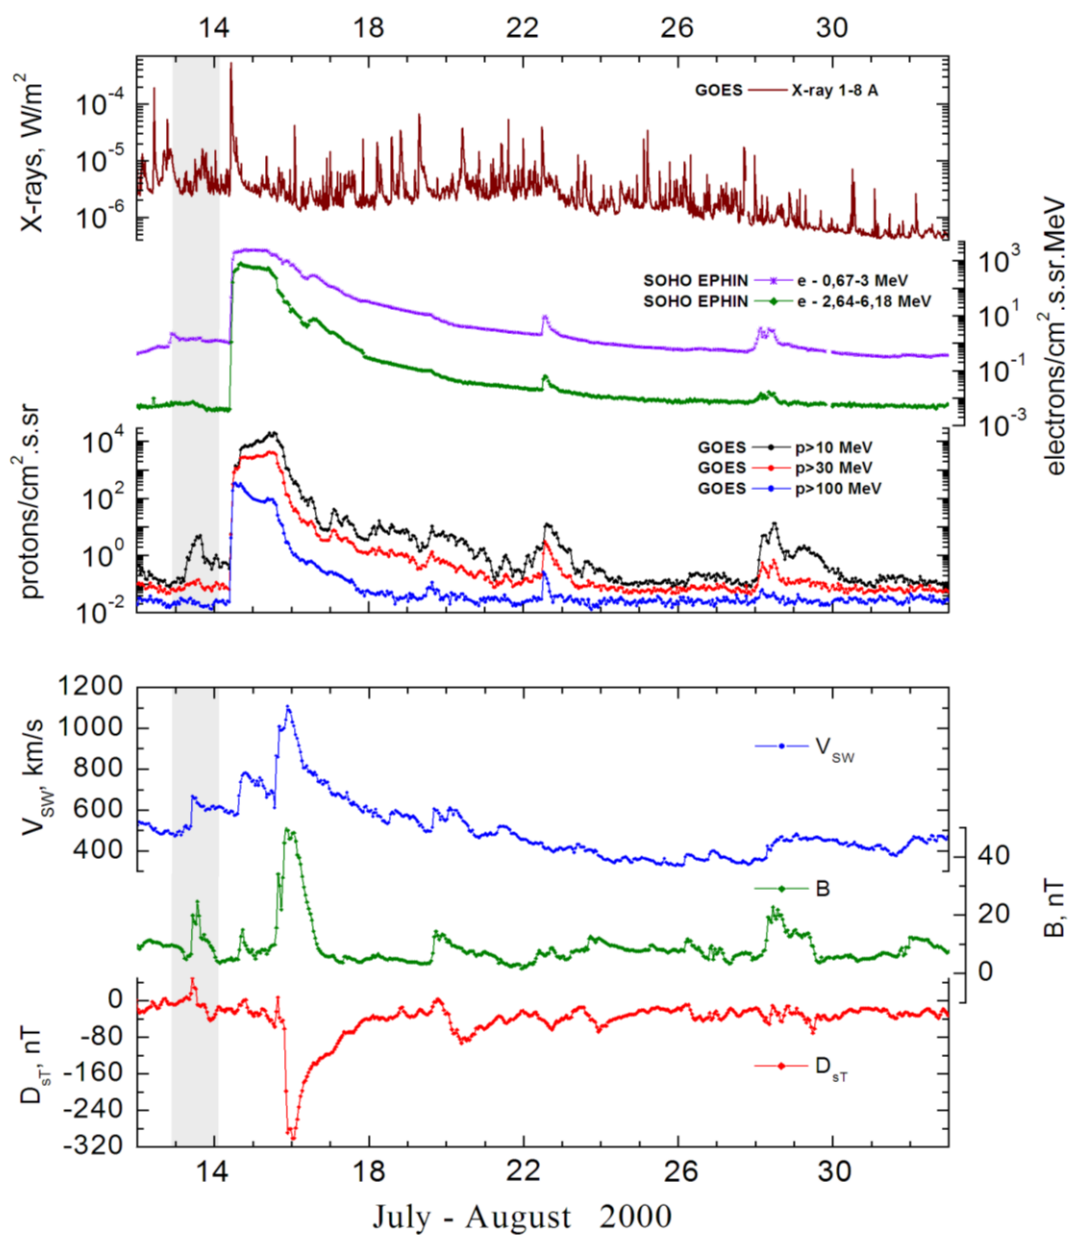 14 18 22 26 30
X-rays, W/m²
10⁻⁴
10⁻⁵
10⁻⁶
GOES X-ray 1-8 A
SOHO EPHIN e - 0,67-3 MeV
SOHO EPHIN e - 2,64-6,18 MeV
10³
10¹
10⁻¹
10⁻³
electrons/cm².s.sr.MeV
protons/cm².s.sr
10⁴
10²
10⁰
10⁻²
GOES p>10 MeV
GOES p>30 MeV
GOES p>100 MeV
V_SW, km/s
1200
1000
800
600
400
V_SW
B
40
20
0
B, nT
D_sT, nT
0
-80
-160
-240
-320
D_sT
14 18 22 26 30
July - August 2000